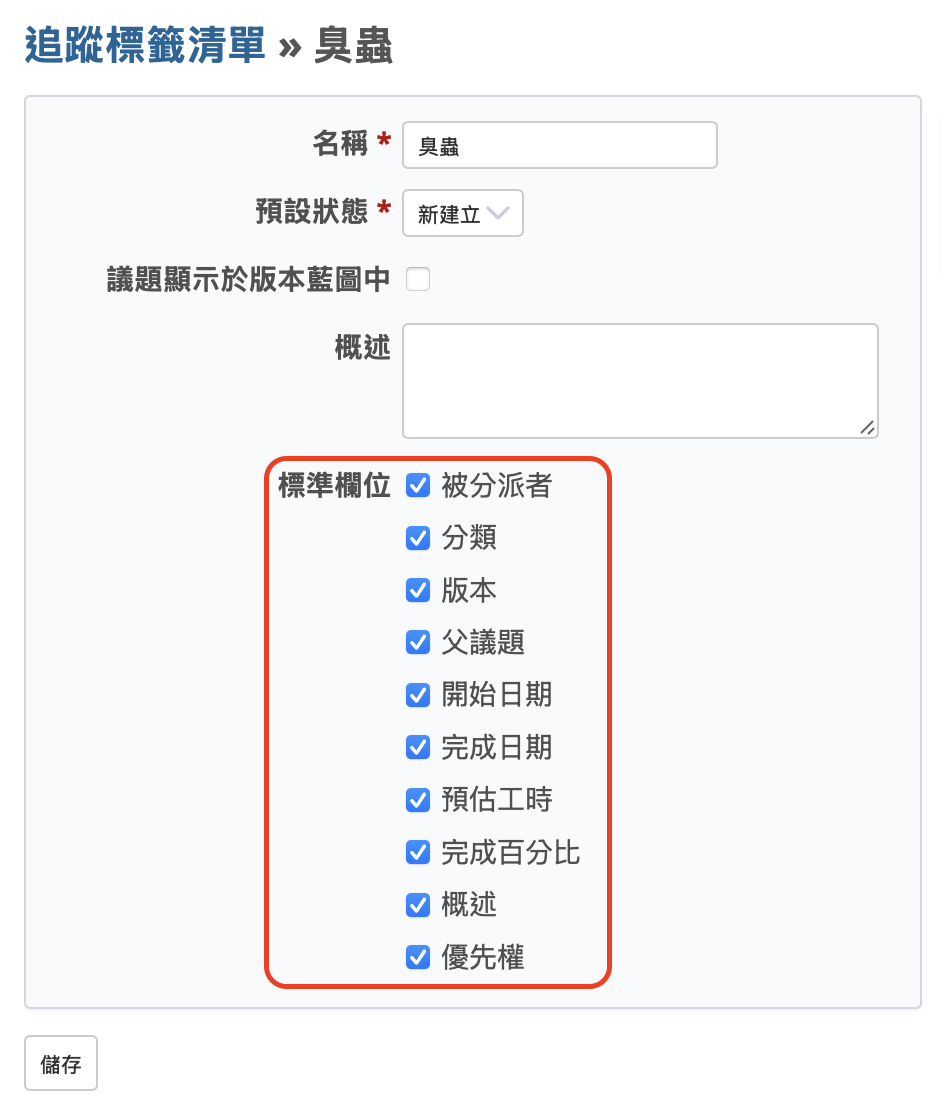 追蹤標籤清單 » 臭蟲
名稱 * 臭蟲
預設狀態 * 新建立
議題顯示於版本藍圖中
概述
標準欄位 被分派者
分類
版本
父議題
開始日期
完成日期
預估工時
完成百分比
概述
優先權
儲存